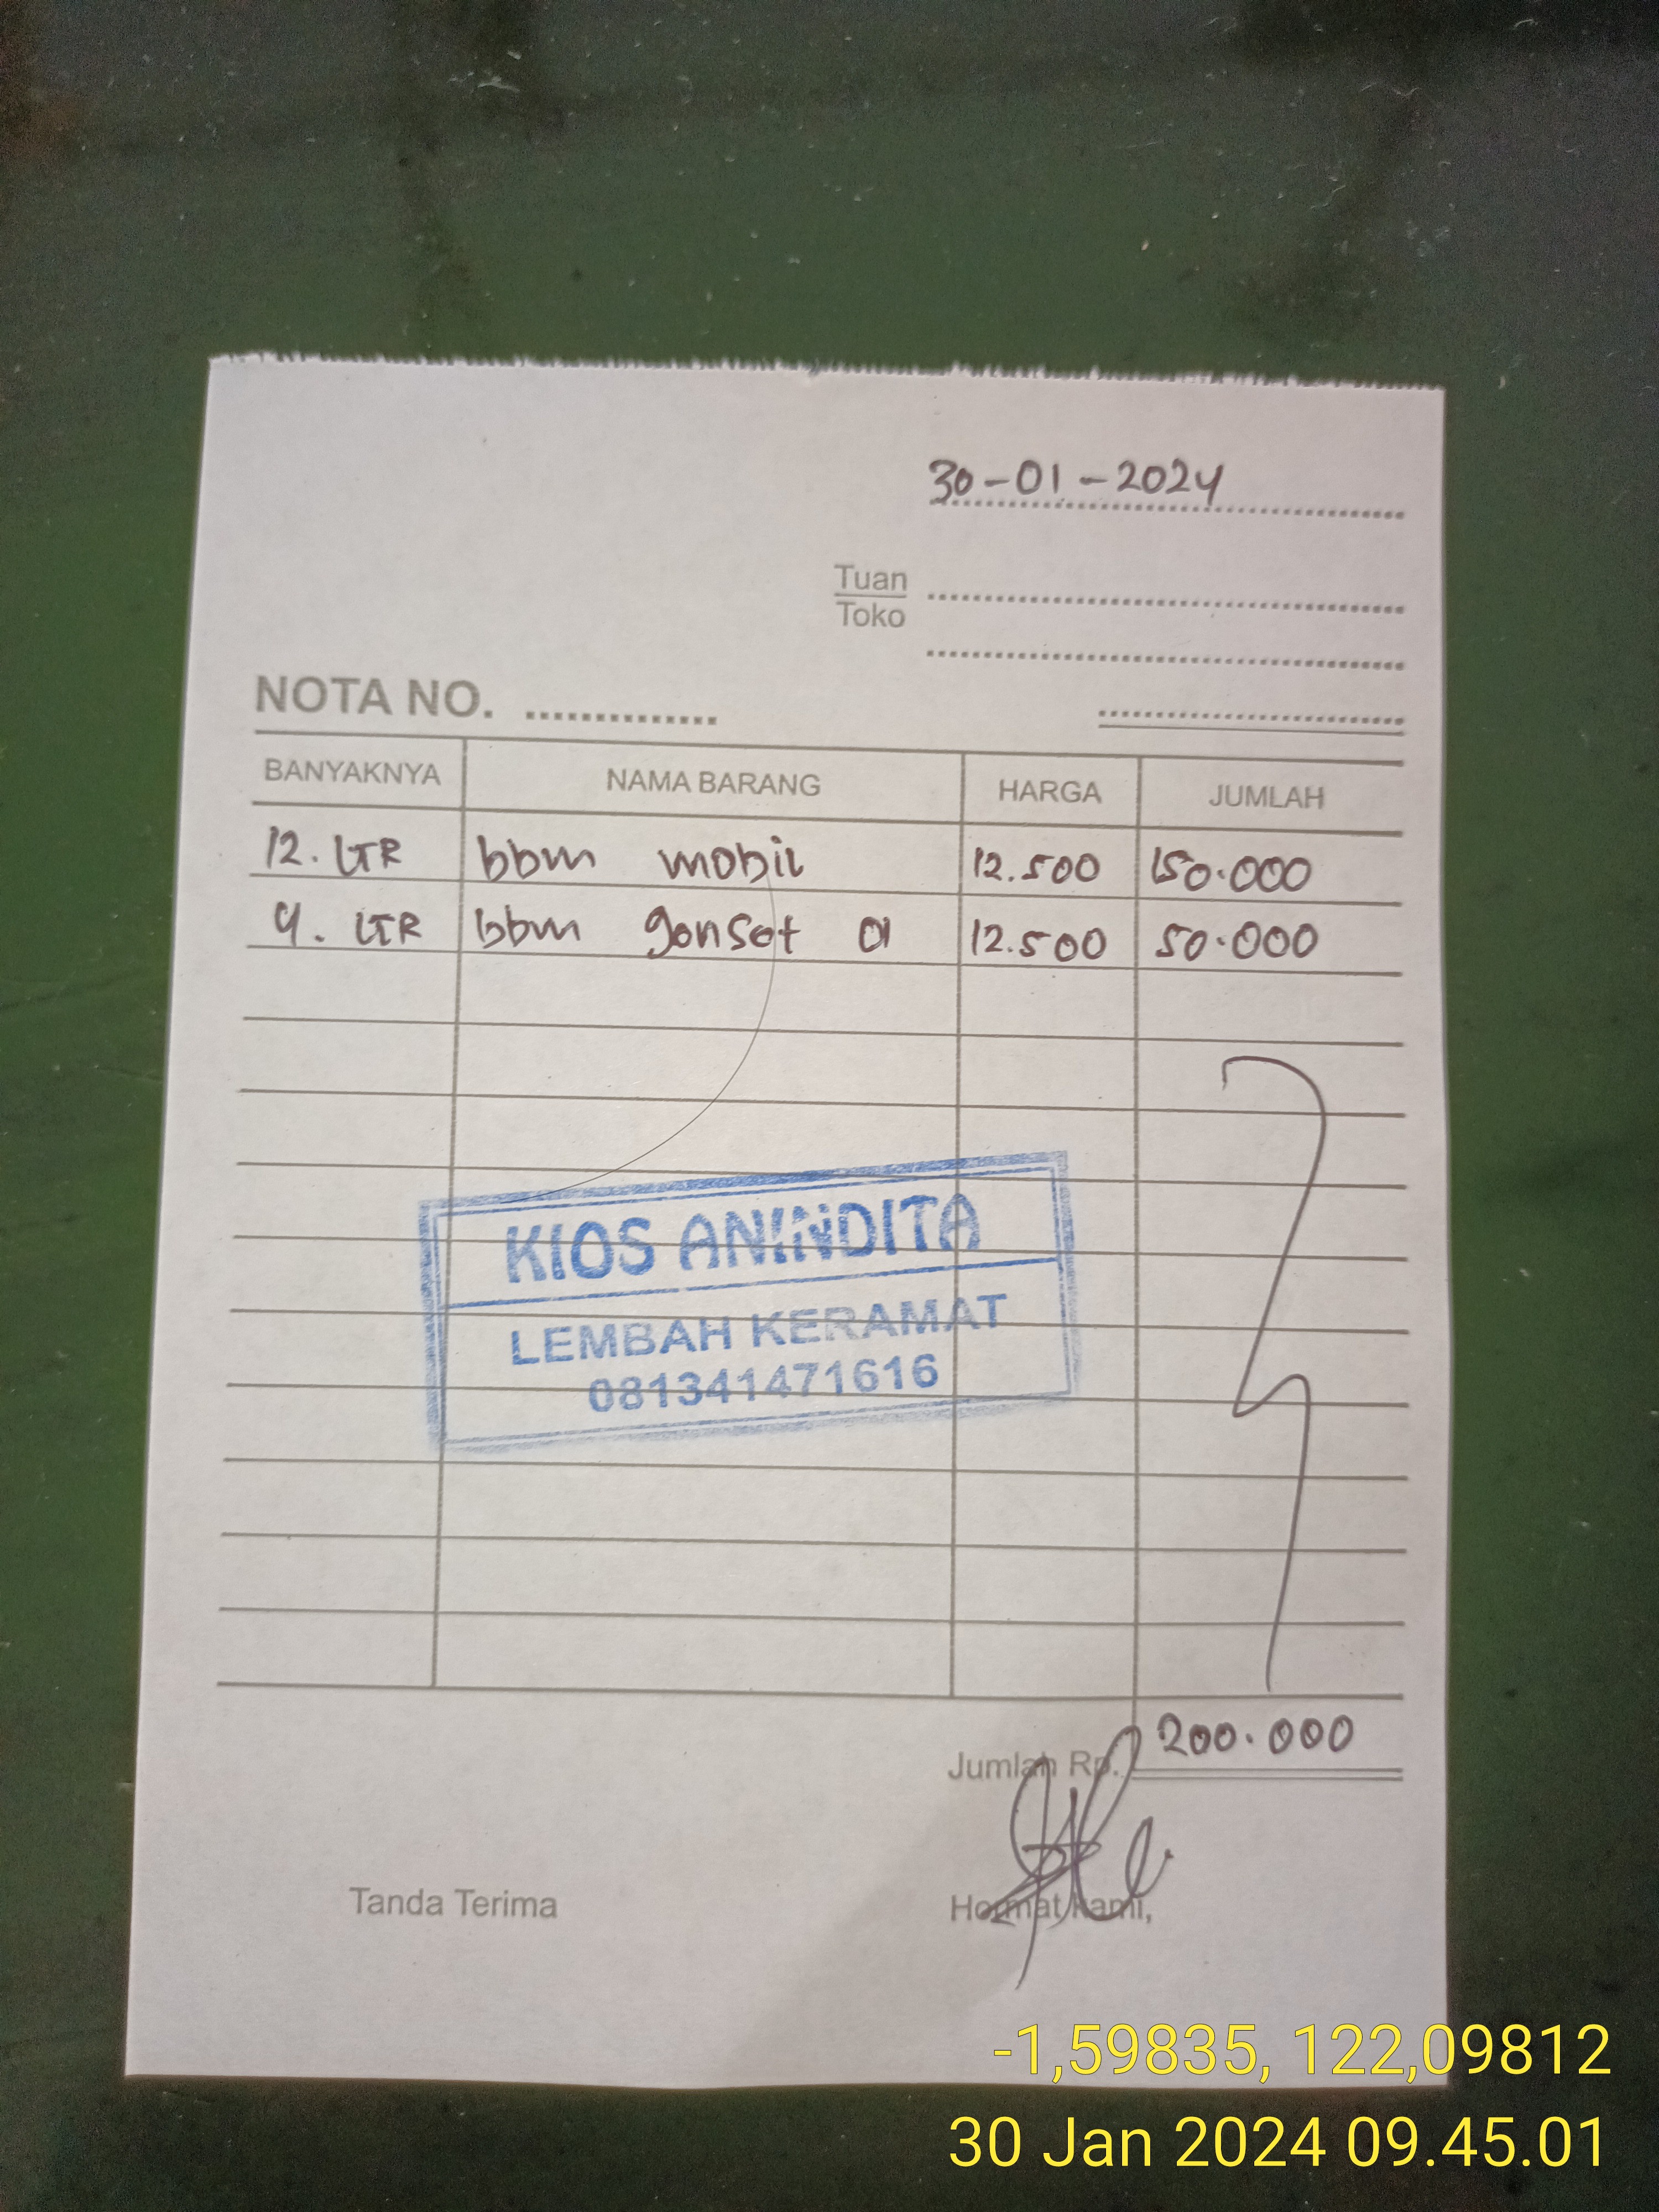 30-01-2024
Tuan
Toko
NOTA NO.
BANYAKNYA NAMA BARANG HARGA JUMLAH
12. LTR bbm mobil 12.500 150.000
4. LTR bbm genset 01 12.500 50.000
KIOS ANINDITA
LEMBAH KERAMAT
081341471616
Jumlah Rp. 200.000
Tanda Terima Hormat kami,
-1,59835, 122,09812
30 Jan 2024 09.45.01